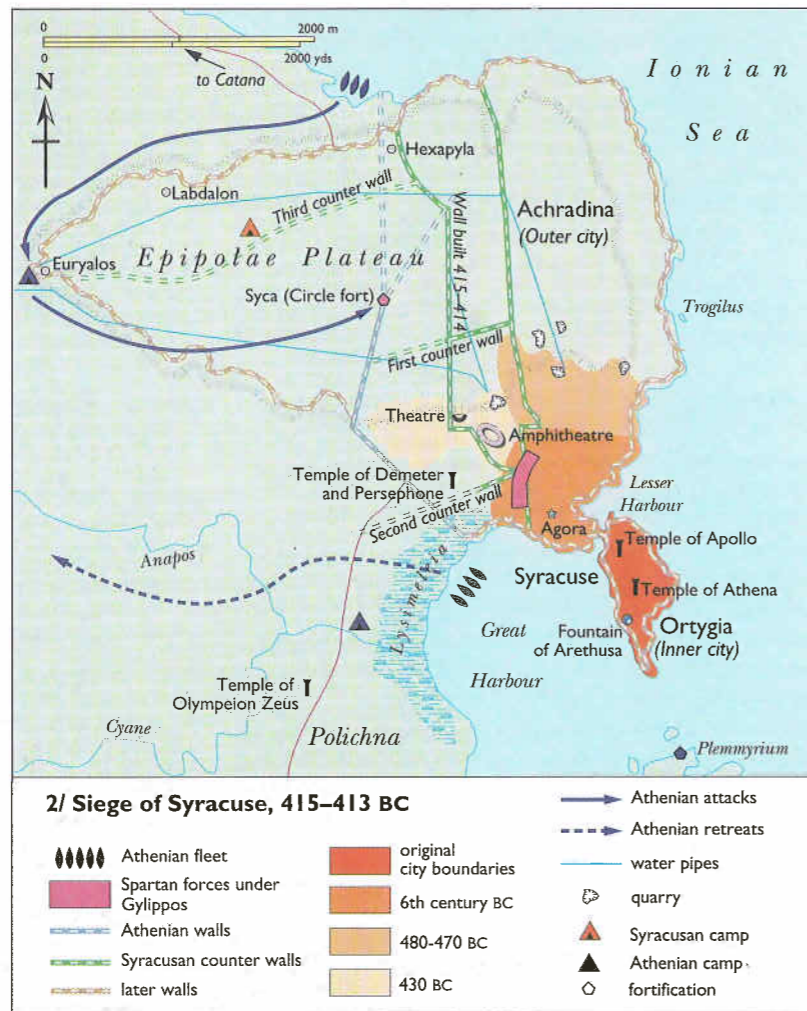 0
2000 m
0
2000 yds
to Catana
N
Ionian
Sea
Hexapyla
Labdalon
Third counter wall
Achradina
(Outer city)
Euryalos
Epipolae Plateau
Wall built 415–414
Syca (Circle fort)
Trogilus
First counter wall
Theatre
Amphitheatre
Temple of Demeter
and Persephone
Second counter wall
Lesser
Harbour
Agora
Anapos
Temple of Apollo
Syracuse
Lysimelvia
Temple of Athena
Great
Harbour
Fountain
of Arethusa
Ortygia
(Inner city)
Temple of
Olympeion Zeus
Cyane
Polichna
Plemmyrium
2/ Siege of Syracuse, 415–413 BC
Athenian fleet
Spartan forces under
Gylippos
Athenian walls
Syracusan counter walls
later walls
original
city boundaries
6th century BC
480-470 BC
430 BC
Athenian attacks
Athenian retreats
water pipes
quarry
Syracusan camp
Athenian camp
fortification